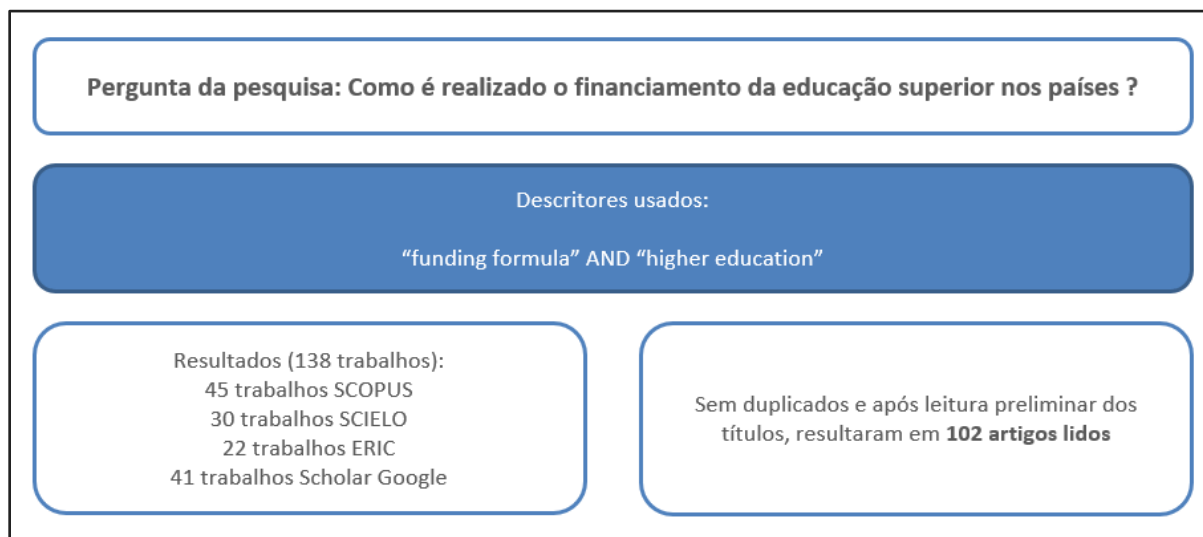 Pergunta da pesquisa: Como é realizado o financiamento da educação superior nos países ?
Descritores usados:
“funding formula” AND “higher education”
Resultados (138 trabalhos):
45 trabalhos SCOPUS
30 trabalhos SCIELO
22 trabalhos ERIC
41 trabalhos Scholar Google
Sem duplicados e após leitura preliminar dos
títulos, resultaram em 102 artigos lidos